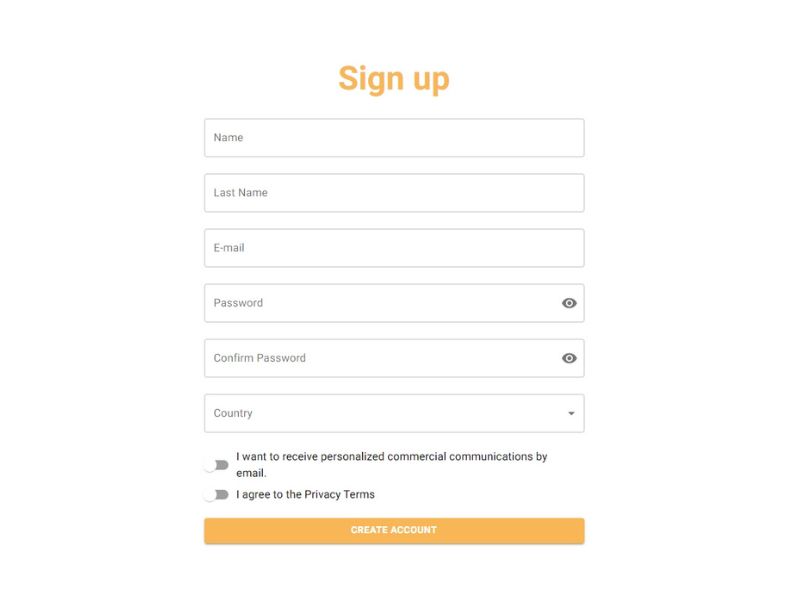 Sign up
Name
Last Name
E-mail
Password
Confirm Password
Country
I want to receive personalized commercial communications by
email.
I agree to the Privacy Terms
CREATE ACCOUNT